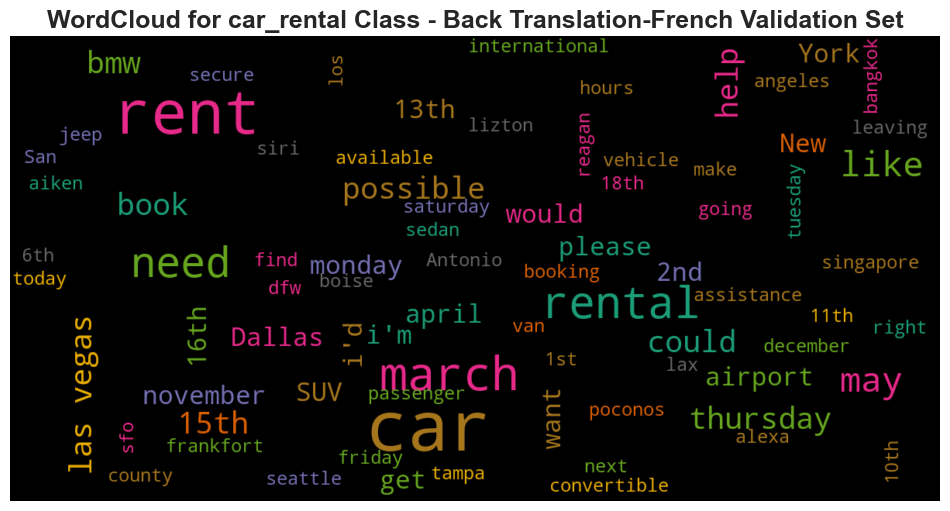 WordCloud for car_rental Class - Back Translation-French Validation Set
international
bmw
secure
los
York
help
bangkok
angeles
hours
rent
13th
lizton
reagan
jeep
siri
New
leaving
San
available
vehicle
make
like
aiken
possible
18th
tuesday
book
saturday
would
going
sedan
please
6th
need
find
monday
Antonio
booking
2nd
singapore
today
dfw
boise
rental
assistance
16th
april
van
11th
right
las vegas
Dallas
i'd
i'm
could
december
march
1st
lax
airport
may
november
SUV
passenger
want
poconos
thursday
15th
car
alexa
sfo
frankfort
friday
10th
county
seattle
get
tampa
next
convertible